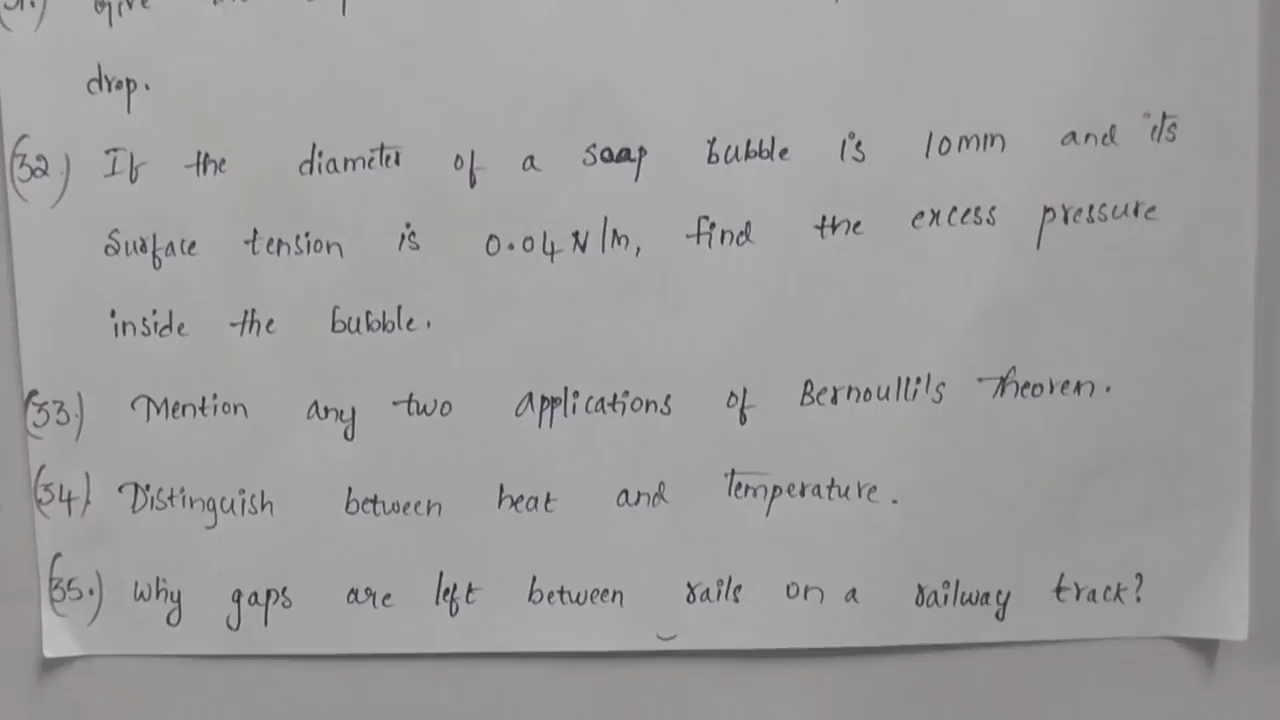 drop.
(32.) If the diameter of a soap bubble is 10mm and its
surface tension is 0.04 N/m, find the excess pressure
inside the bubble.
(33.) Mention any two applications of Bernoulli's Theorem.
(34) Distinguish between heat and temperature.
(35.) Why gaps are left between rails on a railway track?